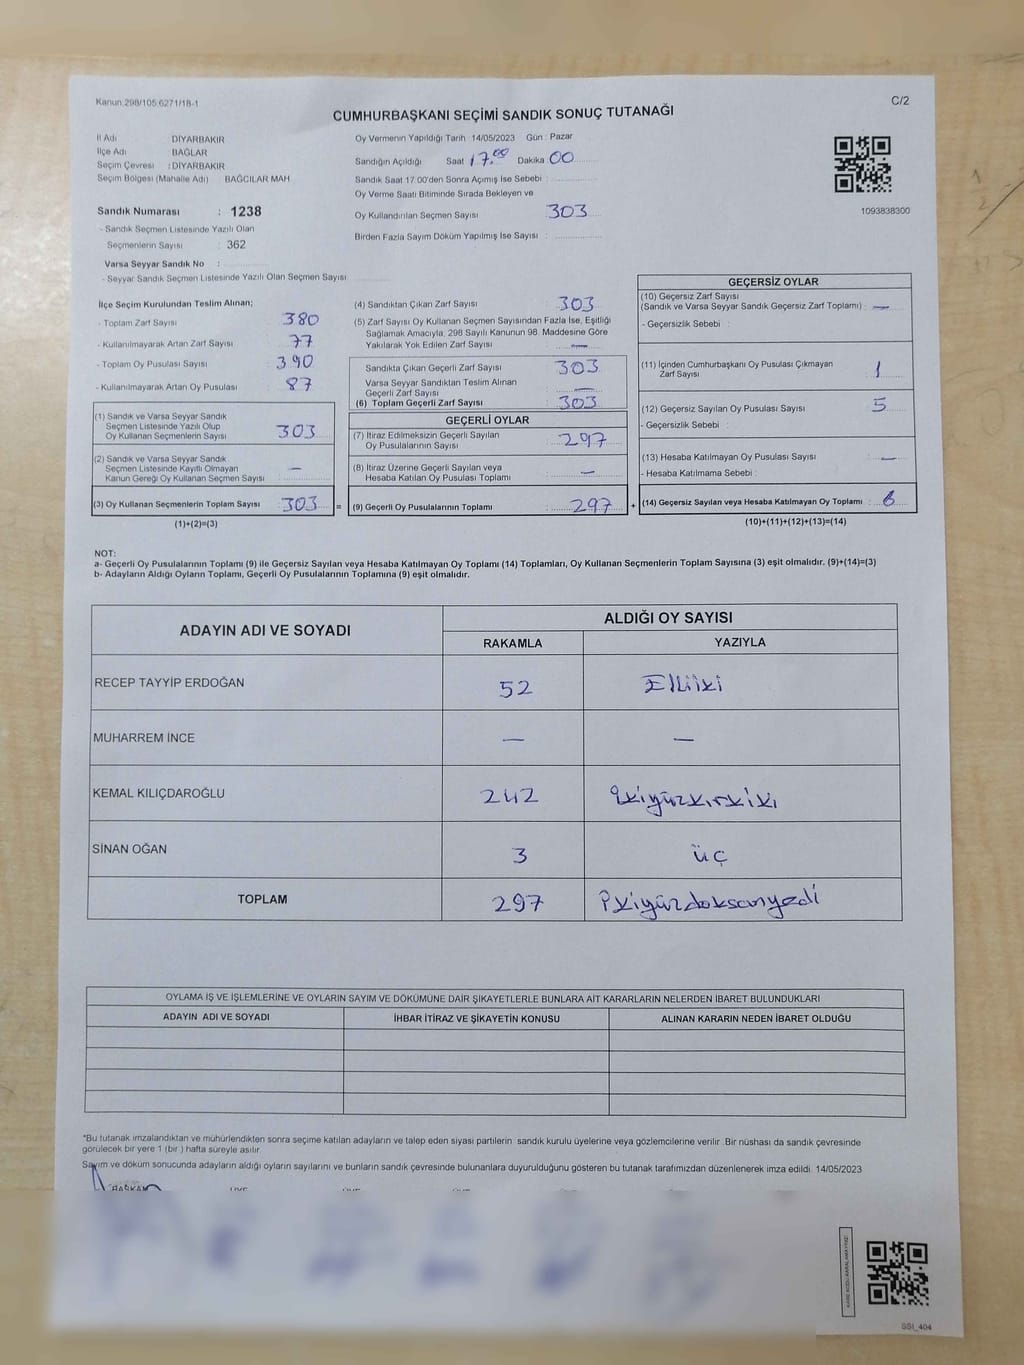 Kanun.298/105.6271/18-1
C/2
CUMHURBAŞKANI SEÇİMİ SANDIK SONUÇ TUTANAĞI
İl Adı DİYARBAKIR
İlçe Adı BAĞLAR
Seçim Çevresi : DİYARBAKIR
Seçim Bölgesi (Mahalle Adı) BAĞCILAR MAH.
Oy Vermenin Yapıldığı Tarih 14/05/2023 Gün : Pazar
Sandığın Açıldığı Saat 17.00 Dakika 00
Sandık Saat 17.00'den Sonra Açımış İse Sebebi :
Oy Verme Saati Bitiminde Sırada Bekleyen ve
Oy Kullandırılan Seçmen Sayısı 303
Birden Fazla Sayım Döküm Yapılmış İse Sayısı :
1093838300
Sandık Numarası : 1238
- Sandık Seçmen Listesinde Yazılı Olan
Seçmenlerin Sayısı : 362
Varsa Seyyar Sandık No :
- Seyyar Sandık Seçmen Listesinde Yazılı Olan Seçmen Sayısı
İlçe Seçim Kurulundan Teslim Alınan;
- Toplam Zarf Sayısı 380
- Kullanılmayarak Artan Zarf Sayısı 77
- Toplam Oy Pusulası Sayısı 390
- Kullanılmayarak Artan Oy Pusulası 87
(1) Sandık ve Varsa Seyyar Sandık
Seçmen Listesinde Yazılı Olup
Oy Kullanan Seçmenlerin Sayısı 303
(2) Sandık ve Varsa Seyyar Sandık
Seçmen Listesinde Kayıtlı Olmayan
Kanun Gereği Oy Kullanan Seçmen Sayısı —
(3) Oy Kullanan Seçmenlerin Toplam Sayısı 303 =
(1)+(2)=(3)
(4) Sandıktan Çıkan Zarf Sayısı 303
(5) Zarf Sayısı Oy Kullanan Seçmen Sayısından Fazla İse, Eşitliği
Sağlamak Amacıyla, 298 Sayılı Kanunun 98. Maddesine Göre
Yakılarak Yok Edilen Zarf Sayısı —
Sandıkta Çıkan Geçerli Zarf Sayısı 303
Varsa Seyyar Sandıktan Teslim Alınan
Geçerli Zarf Sayısı —
(6) Toplam Geçerli Zarf Sayısı 303
GEÇERLİ OYLAR
(7) İtiraz Edilmeksizin Geçerli Sayılan
Oy Pusulalarının Sayısı 297
(8) İtiraz Üzerine Geçerli Sayılan veya
Hesaba Katılan Oy Pusulası Toplamı —
(9) Geçerli Oy Pusulalarının Toplamı 297 +
GEÇERSİZ OYLAR
(10) Geçersiz Zarf Sayısı
(Sandık ve Varsa Seyyar Sandık Geçersiz Zarf Toplamı) : —
- Geçersizlik Sebebi :
(11) İçinden Cumhurbaşkanı Oy Pusulası Çıkmayan
Zarf Sayısı 1
(12) Geçersiz Sayılan Oy Pusulası Sayısı 5
- Geçersizlik Sebebi :
(13) Hesaba Katılmayan Oy Pusulası Sayısı —
- Hesaba Katılmama Sebebi :
(14) Geçersiz Sayılan veya Hesaba Katılmayan Oy Toplamı : 6
(10)+(11)+(12)+(13)=(14)
NOT:
a- Geçerli Oy Pusulalarının Toplamı (9) ile Geçersiz Sayılan veya Hesaba Katılmayan Oy Toplamı (14) Toplamları, Oy Kullanan Seçmenlerin Toplam Sayısına (3) eşit olmalıdır. (9)+(14)=(3)
b- Adayların Aldığı Oyların Toplamı, Geçerli Oy Pusulalarının Toplamına (9) eşit olmalıdır.
ADAYIN ADI VE SOYADI
ALDIĞI OY SAYISI
RAKAMLA YAZIYLA
RECEP TAYYİP ERDOĞAN 52 Elliiki
MUHARREM İNCE — —
KEMAL KILIÇDAROĞLU 242 İkiyüzkırkiki
SİNAN OĞAN 3 üç
TOPLAM 297 İkiyüzdoksanyedi
OYLAMA İŞ VE İŞLEMLERİNE VE OYLARIN SAYIM VE DÖKÜMÜNE DAİR ŞİKAYETLERLE BUNLARA AİT KARARLARIN NELERDEN İBARET BULUNDUKLARI
ADAYIN ADI VE SOYADI İHBAR İTİRAZ VE ŞİKAYETİN KONUSU ALINAN KARARIN NEDEN İBARET OLDUĞU
*Bu tutanak imzalandıktan ve mühürlendikten sonra seçime katılan adayların ve talep eden siyasi partilerin sandık kurulu üyelerine veya gözlemcilerine verilir .Bir nüshası da sandık çevresinde
görülecek bir yere 1 (bir ) hafta süreyle asılır.
Sayım ve döküm sonucunda adayların aldığı oyların sayılarını ve bunların sandık çevresinde bulunanlara duyurulduğunu gösteren bu tutanak tarafımızdan düzenlenerek imza edildi. 14/05/2023
BAŞKAN
SSI_404